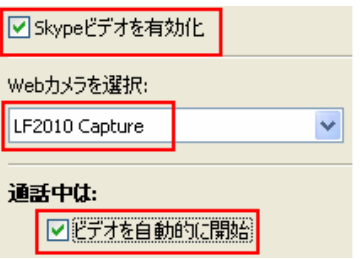 Skypeビデオを有効化
Webカメラを選択:
LF2010 Capture
通話中は:
ビデオを自動的に開始